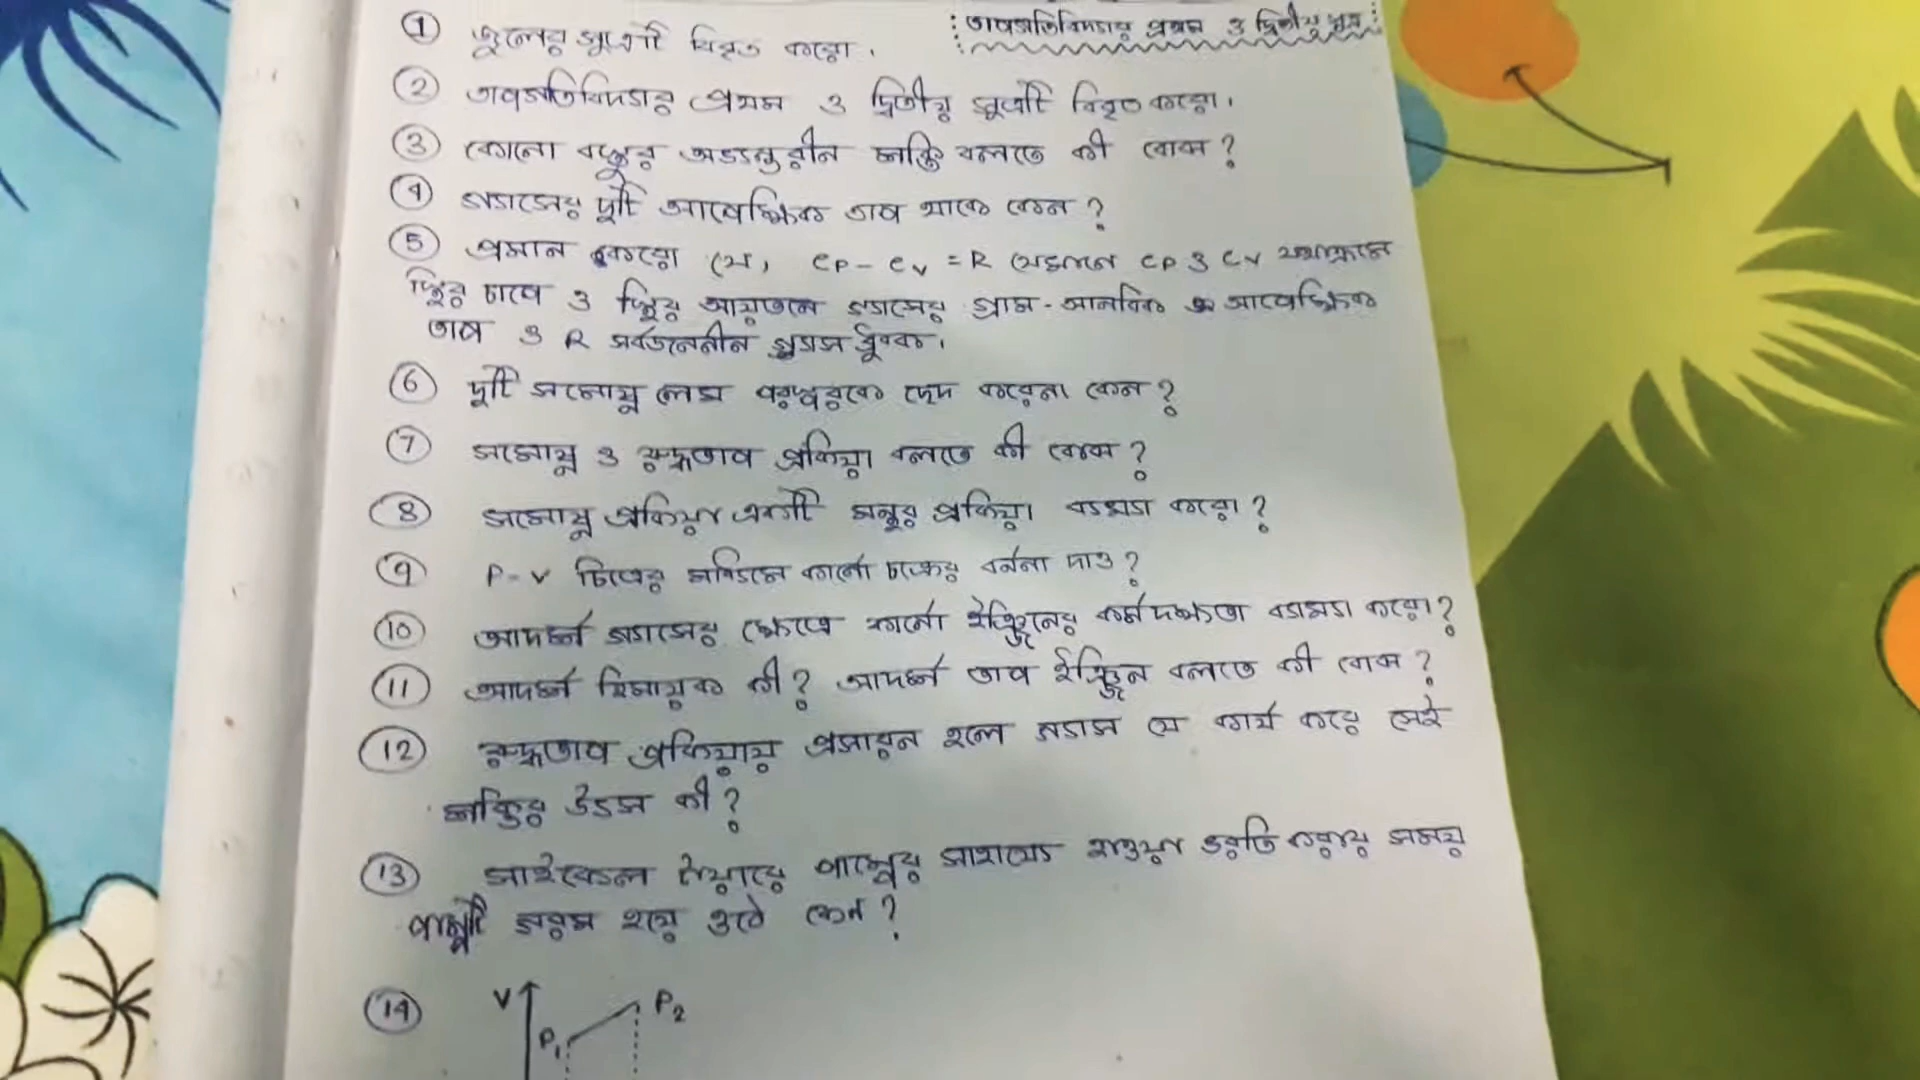 তাপগতিবিদ্যার প্রথম ও দ্বিতীয় সূত্র
① জুলের সূত্রটি বিবৃত করো।
② তাপগতিবিদ্যার প্রথম ও দ্বিতীয় সূত্রটি বিবৃত করো।
③ কোনো বস্তুর অভ্যন্তরীন শক্তি বলতে কী বোঝ?
④ গ্যাসের দুটি আপেক্ষিক তাপ থাকে কেন?
⑤ প্রমান করো যে, CP - CV = R যেখানে CP ও CV যথাক্রমে
স্থির চাপে ও স্থির আয়তনে গ্যাসের গ্রাম-আনবিক আপেক্ষিক
তাপ ও R সর্বজনেনীন গ্যাস ধ্রুবক।
⑥ দুটি সমোষ্ণ লেখ পরস্পরকে ছেদ করেনা কেন?
⑦ সমোষ্ণ ও রুদ্ধতাপ প্রক্রিয়া বলতে কী বোঝ?
⑧ সমোষ্ণ প্রক্রিয়া একটি মন্থর প্রক্রিয়া ব্যাখ্যা করো?
⑨ P-V চিত্রের কার্নো চক্রের বর্ননা দাও?
⑩ আদর্শ গ্যাসের ক্ষেত্রে কার্নো ইঞ্জিনের কর্মদক্ষতা ব্যাখ্যা করো?
⑪ আদর্শ হিমায়ক কী? আদর্শ তাপ ইঞ্জিন বলতে কী বোঝ?
⑫ রুদ্ধতাপ প্রক্রিয়ায় প্রসারন হলে গ্যাস যে কার্য করে সেই
শক্তির উৎস কী?
⑬ সাইকেল টায়ারে পাম্পের সাহায্যে হাওয়া ভরতি করার সময়
পাম্পটি গরম হয়ে ওঠে কেন?
⑭ V P1 P2